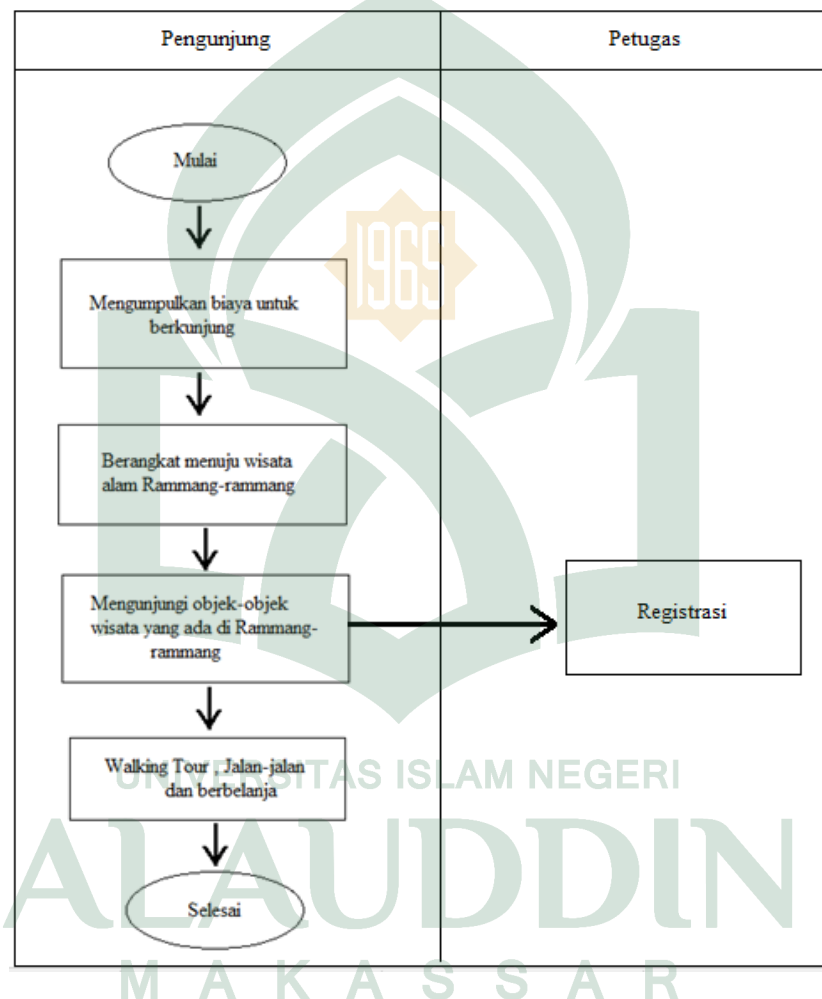 Pengunjung
Petugas
Mulai
1969
Mengumpulkan biaya untuk
berkunjung
Berangkat menuju wisata
alam Rammang-rammang
Mengunjungi objek-objek
wisata yang ada di Rammang-
rammang
Registrasi
Walking Tour , Jalan-jalan
dan berbelanja
UNIVERSITAS ISLAM NEGERI
ALAUDDIN
Selesai
MAKASSAR